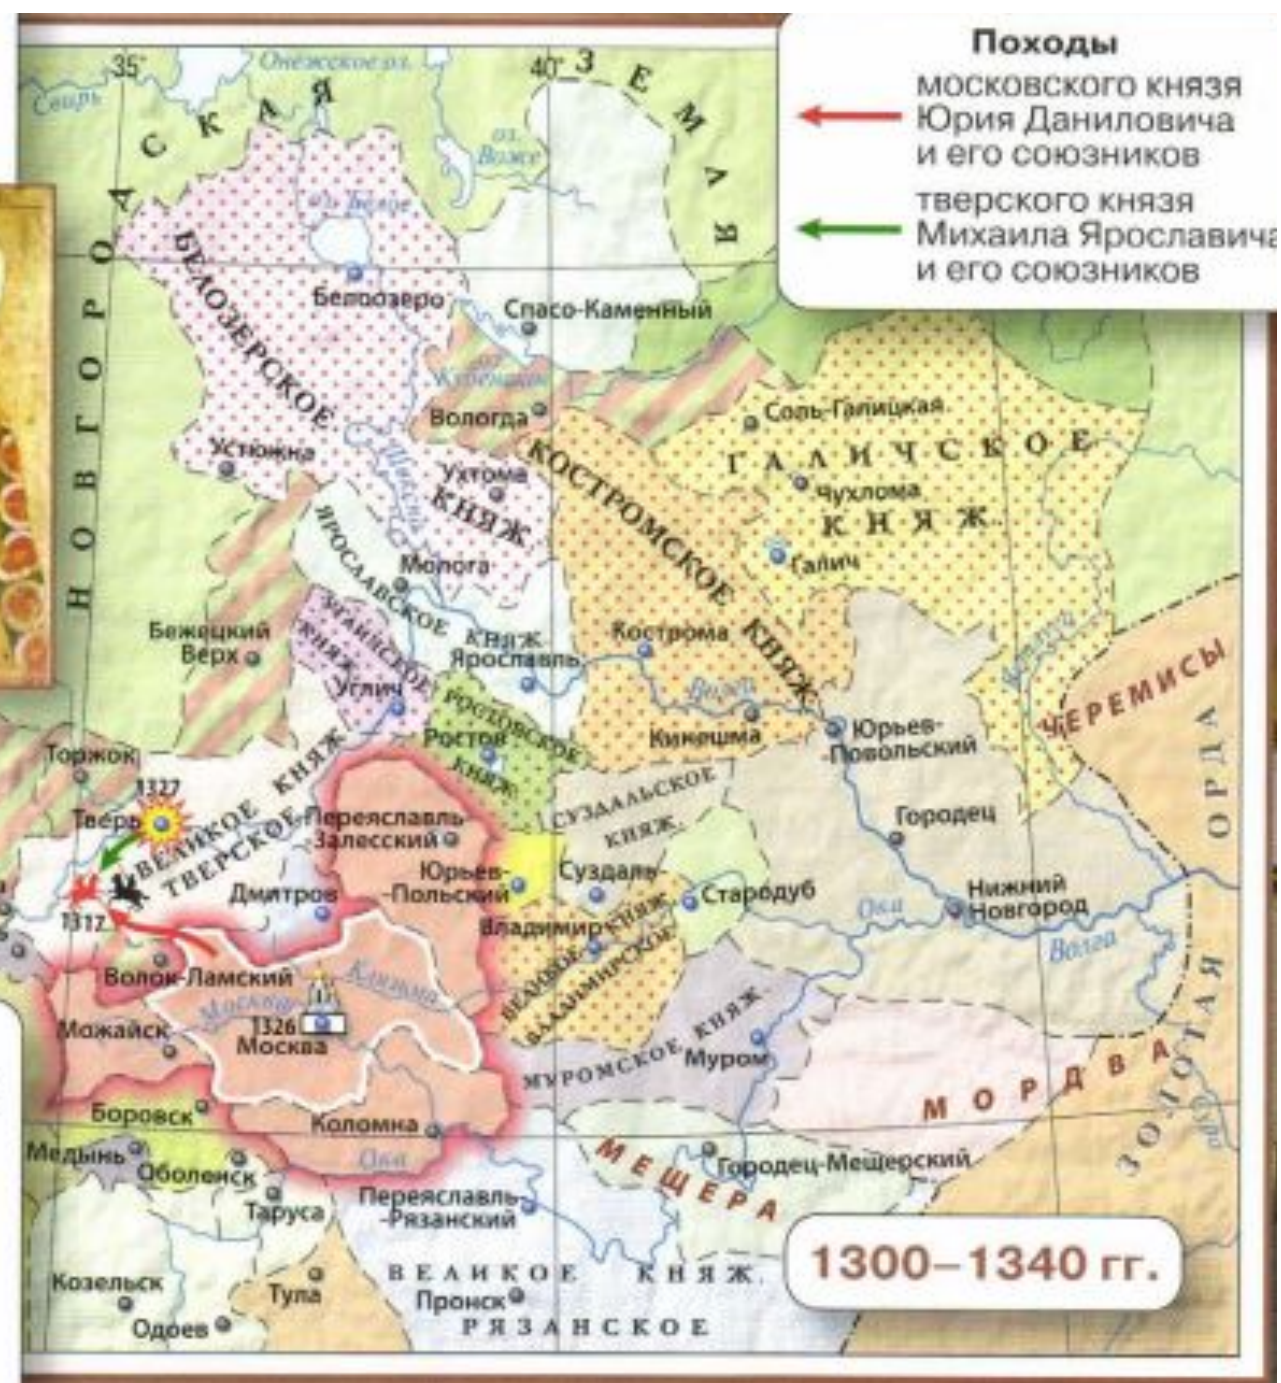 Походы
московского князя
Юрия Даниловича
и его союзников
тверского князя
Михаила Ярославича
и его союзников
35°
40°
Онежское оз.
Свирь
НОВГОРОДСКАЯ ЗЕМЛЯ
оз.
Воже
оз. Белое
БЕЛОЗЕРСКОЕ
КНЯЖ.
Белоозеро
Спасо-Каменный
оз.
Кубенское
Вологда
Соль-Галицкая
ГАЛИЧСКОЕ
КНЯЖ.
Чухлома
Галич
Устюжна
Ухтома
Шексна
КОСТРОМСКОЕ КНЯЖ.
ЯРОСЛАВСКОЕ
КНЯЖ.
Молога
Ярославль
Кострома
Волга
Кинешма
Юрьев-
-Повольский
Бежецкий
Верх
УГЛИЧСКОЕ
КНЯЖ.
Углич
РОСТОВСКОЕ
КНЯЖ.
Ростов
ЧЕРЕМИСЫ
ЗОЛОТАЯ ОРДА
Торжок
1327
Тверь
ВЕЛИКОЕ КНЯЖ.
ТВЕРСКОЕ
1317
Переяславль-
-Залесский
СУЗДАЛЬСКОЕ
КНЯЖ.
Городец
Дмитров
Юрьев-
-Польский
Суздаль
Стародуб
Нижний
Новгород
Ока
Волга
Владимир
ВЕЛИКОЕ КНЯЖ.
ВЛАДИМИРСКОЕ
Волок-Ламский
Клязьма
Москва
1326
Москва
Можайск
МУРОМСКОЕ КНЯЖ.
Муром
МОРДВА
Боровск
Коломна
Ока
Медынь
Оболенск
Таруса
МЕЩЕРА
Городец-Мещерский
Переяславль-
-Рязанский
Козельск
Одоев
Тула
ВЕЛИКОЕ КНЯЖ.
Пронск
РЯЗАНСКОЕ
1300–1340 гг.